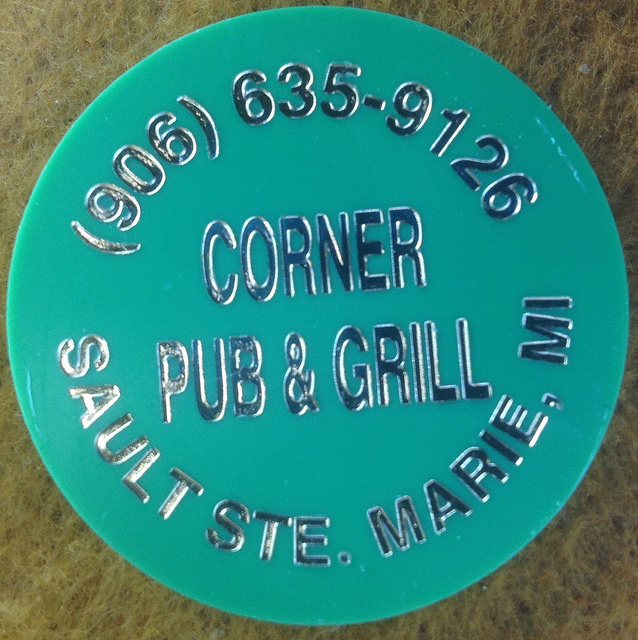 (906) 635-9126
CORNER
PUB & GRILL
SAULT STE. MARIE, MI